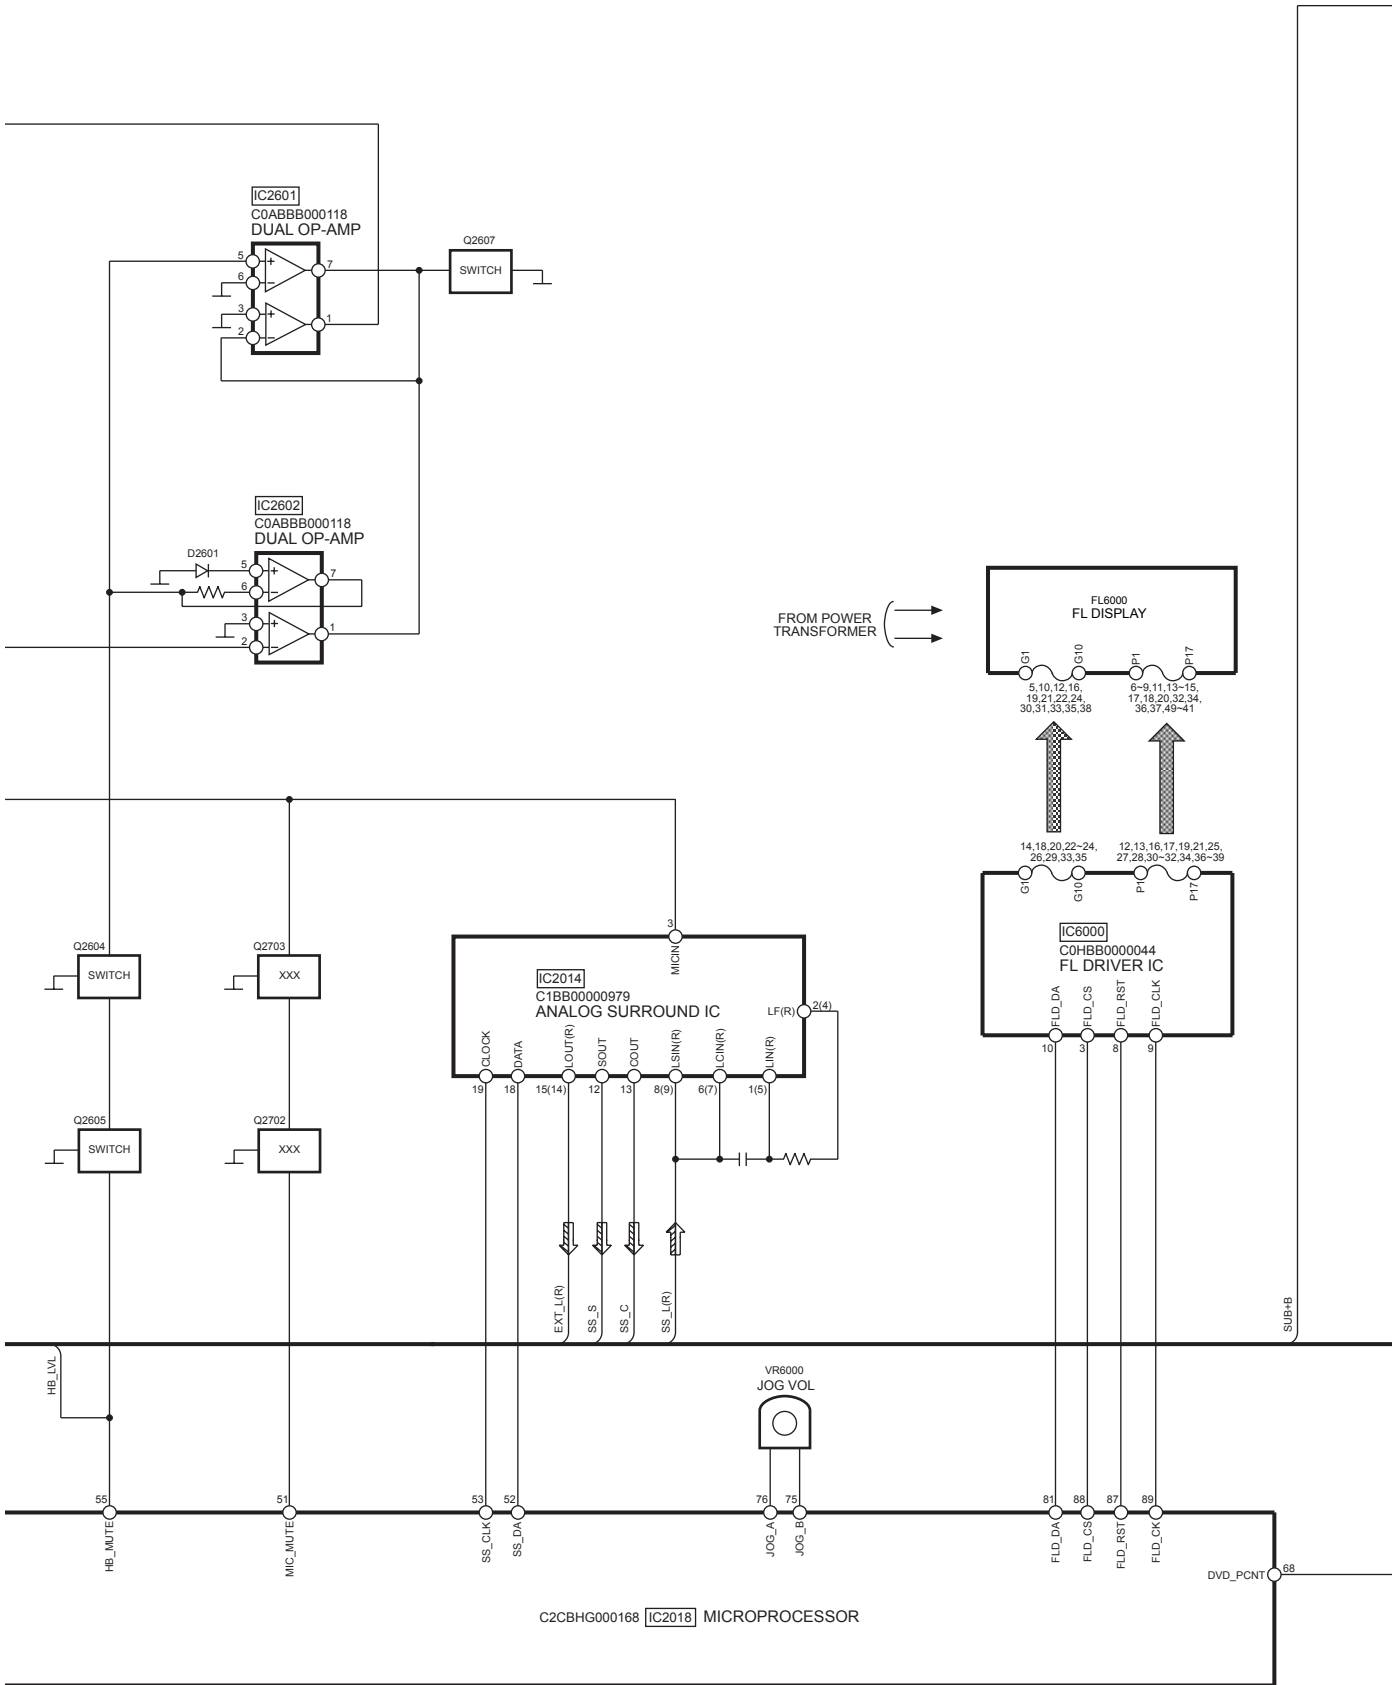 IC2601
C0ABBB000118
DUAL OP-AMP
5
6
3
2
7
1
Q2607
SWITCH
IC2602
C0ABBB000118
DUAL OP-AMP
D2601
5
6
3
2
7
1
FROM POWER
TRANSFORMER
FL6000
FL DISPLAY
G1
G10
P1
P17
5,10,12,16,
19,21,22,24,
30,31,33,35,38
6~9,11,13~15,
17,18,20,32,34,
36,37,49~41
14,18,20,22~24,
26,29,33,35
12,13,16,17,19,21,25,
27,28,30~32,34,36~39
G1
G10
P1
P17
IC6000
C0HBB0000044
FL DRIVER IC
FLD_DA
FLD_CS
FLD_RST
FLD_CLK
10
3
8
9
Q2604
SWITCH
Q2703
XXX
Q2605
SWITCH
Q2702
XXX
3
MICIN
IC2014
C1BB00000979
ANALOG SURROUND IC
LF(R)
2(4)
CLOCK
DATA
LOUT(R)
SOUT
COUT
LSIN(R)
LCIN(R)
LIN(R)
19
18
15(14)
12
13
8(9)
6(7)
1(5)
EXT_L(R)
SS_S
SS_C
SS_L(R)
SUB+B
HB_LVL
VR6000
JOG VOL
55
51
53
52
76
75
81
88
87
89
HB_MUTE
MIC_MUTE
SS_CLK
SS_DA
JOG_A
JOG_B
FLD_DA
FLD_CS
FLD_RST
FLD_CK
DVD_PCNT
68
C2CBHG000168 IC2018 MICROPROCESSOR